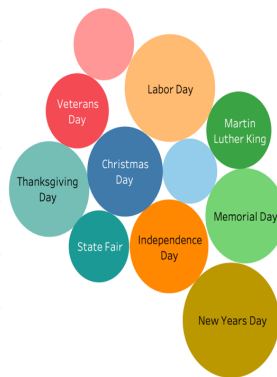 Labor Day
Veterans
Day
Martin
Luther King
Christmas
Day
Thanksgiving
Day
Memorial Day
State Fair
Independence
Day
New Years Day